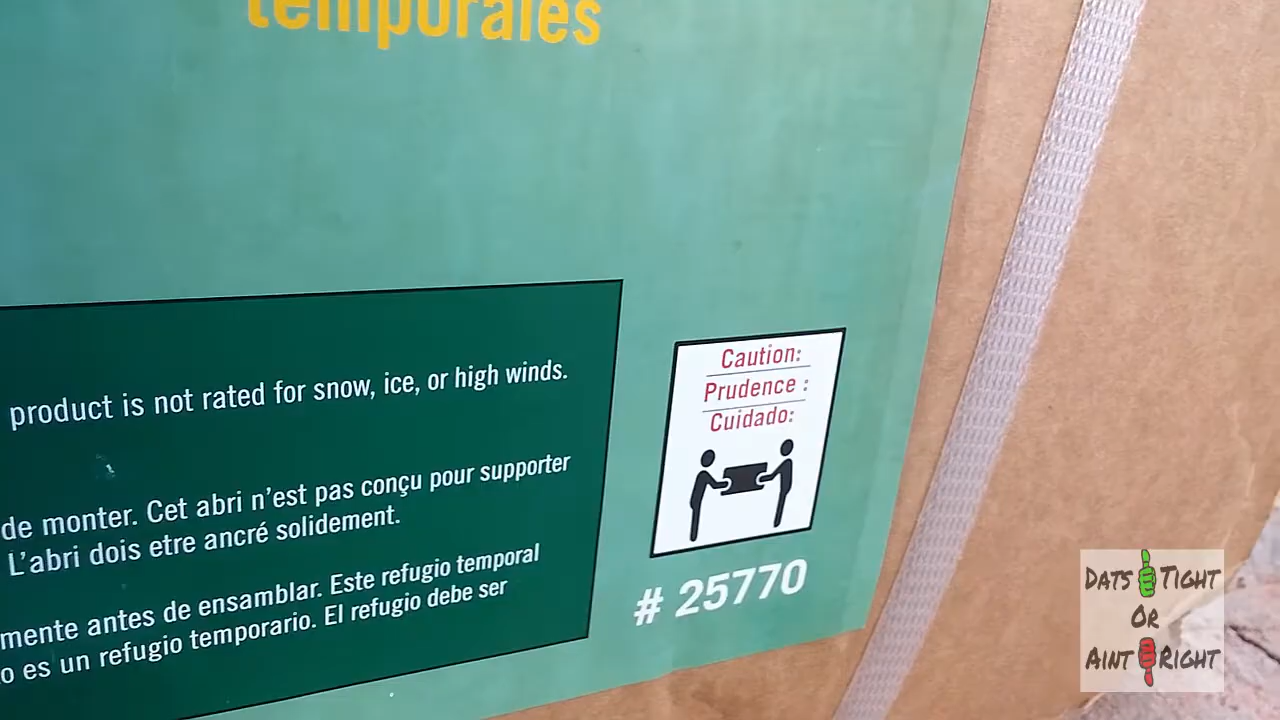 temporales
product is not rated for snow, ice, or high winds.
de monter. Cet abri n'est pas conçu pour supporter
L'abri dois etre ancré solidement.
mente antes de ensamblar. Este refugio temporal
o es un refugio temporario. El refugio debe ser
Caution:
Prudence :
Cuidado:
# 25770
DATS TIGHT
OR
AINT RIGHT